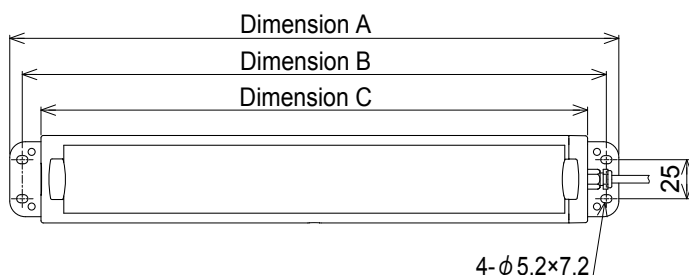 Dimension A
Dimension B
Dimension C
25
4-ϕ5.2×7.2